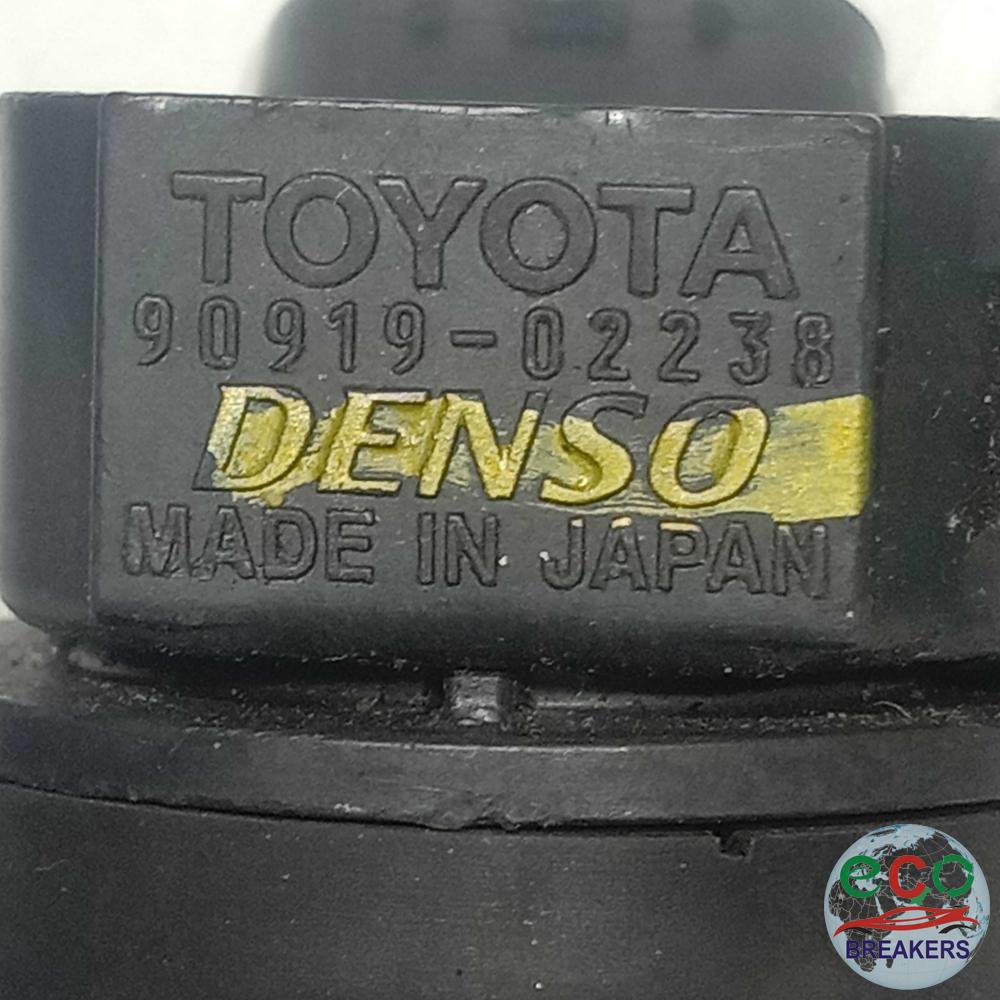 TOYOTA
90919-02238
DENSO
MADE IN JAPAN
eco
BREAKERS